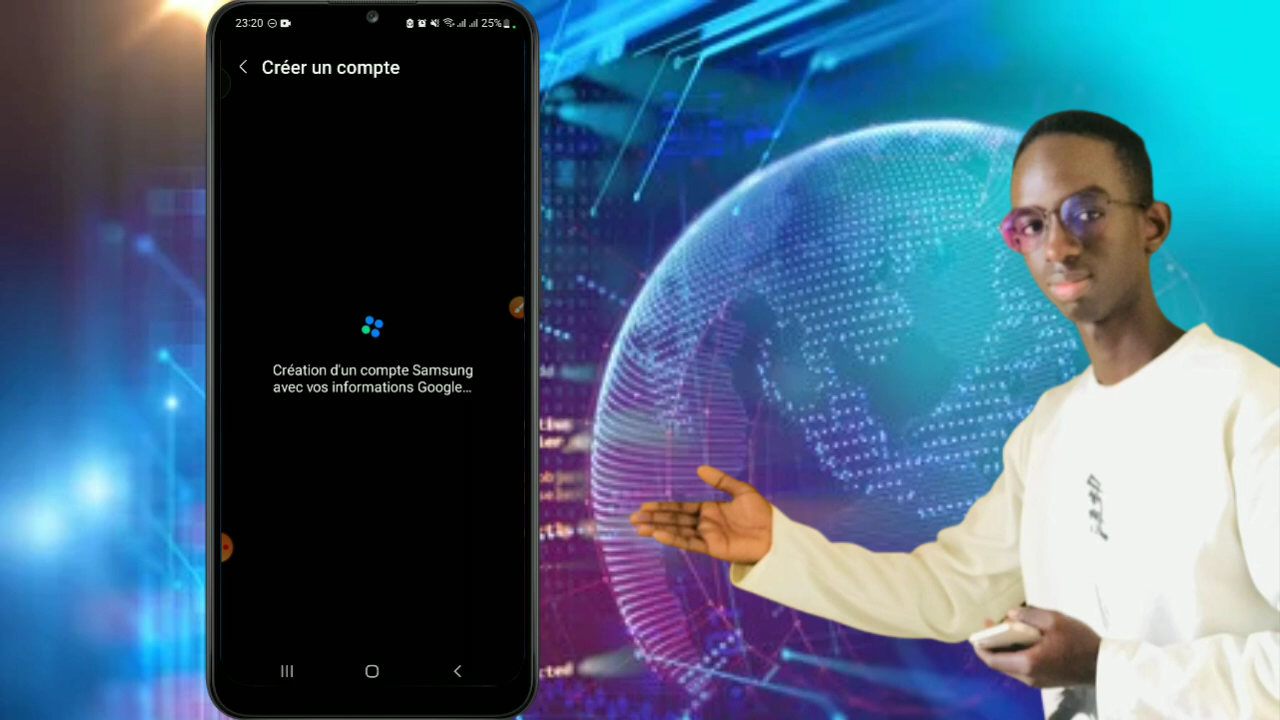 23:20
25%
Créer un compte
Création d'un compte Samsung
avec vos informations Google...